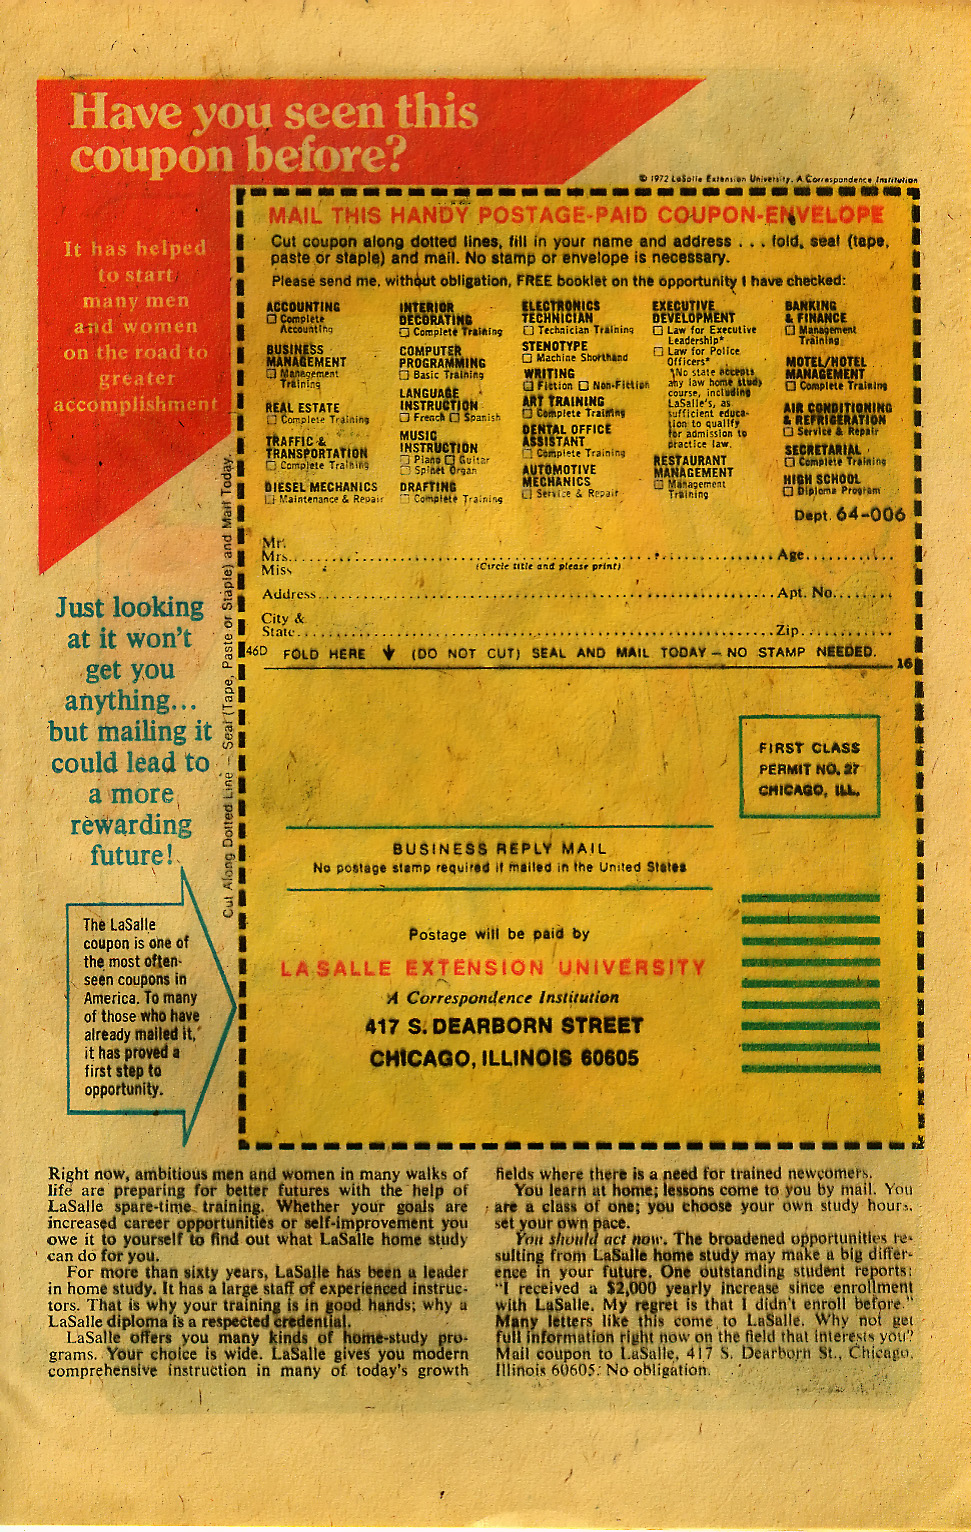 Have you seen this
coupon before?
© 1972 LaSalle Extension University, A Correspondence Institution
It has helped
to start
many men
and women
on the road to
greater
accomplishment
Just looking
at it won't
get you
anything...
but mailing it
could lead to
a more
rewarding
future!
The LaSalle
coupon is one of
the most often-
seen coupons in
America. To many
of those who have
already mailed it,
it has proved a
first step to
opportunity.
Cut Along Dotted Line — Seal (Tape, Paste or Staple) and Mail Today.
MAIL THIS HANDY POSTAGE-PAID COUPON-ENVELOPE
Cut coupon along dotted lines, fill in your name and address . . . fold, seal (tape,
paste or staple) and mail. No stamp or envelope is necessary.
Please send me, without obligation, FREE booklet on the opportunity I have checked:
ACCOUNTING
☐ Complete
Accounting
BUSINESS
MANAGEMENT
☐ Management
Training
REAL ESTATE
☐ Complete Training
TRAFFIC &
TRANSPORTATION
☐ Complete Training
DIESEL MECHANICS
☐ Maintenance & Repair
INTERIOR
DECORATING
☐ Complete Training
COMPUTER
PROGRAMMING
☐ Basic Training
LANGUAGE
INSTRUCTION
☐ French ☐ Spanish
MUSIC
INSTRUCTION
☐ Piano ☐ Guitar
☐ Spinet Organ
DRAFTING
☐ Complete Training
ELECTRONICS
TECHNICIAN
☐ Technician Training
STENOTYPE
☐ Machine Shorthand
WRITING
☐ Fiction ☐ Non-Fiction
ART TRAINING
☐ Complete Training
DENTAL OFFICE
ASSISTANT
☐ Complete Training
AUTOMOTIVE
MECHANICS
☐ Service & Repair
EXECUTIVE
DEVELOPMENT
☐ Law for Executive
Leadership*
☐ Law for Police
Officers*
*No state accepts
any law home study
course, including
LaSalle's, as
sufficient educa-
tion to qualify
for admission to
practice law.
RESTAURANT
MANAGEMENT
☐ Management
Training
BANKING
& FINANCE
☐ Management
Training
MOTEL/HOTEL
MANAGEMENT
☐ Complete Training
AIR CONDITIONING
& REFRIGERATION
☐ Service & Repair
SECRETARIAL
☐ Complete Training
HIGH SCHOOL
☐ Diploma Program
Dept. 64-006
Mr.
Mrs. Age
Miss (Circle title and please print)
Address Apt. No.
City &
State Zip
46D FOLD HERE ↓ (DO NOT CUT) SEAL AND MAIL TODAY — NO STAMP NEEDED. 16
FIRST CLASS
PERMIT NO. 27
CHICAGO, ILL.
BUSINESS REPLY MAIL
No postage stamp required if mailed in the United States
Postage will be paid by
LA SALLE EXTENSION UNIVERSITY
A Correspondence Institution
417 S. DEARBORN STREET
CHICAGO, ILLINOIS 60605
Right now, ambitious men and women in many walks of
life are preparing for better futures with the help of
LaSalle spare-time training. Whether your goals are
increased career opportunities or self-improvement you
owe it to yourself to find out what LaSalle home study
can do for you.
For more than sixty years, LaSalle has been a leader
in home study. It has a large staff of experienced instruc-
tors. That is why your training is in good hands; why a
LaSalle diploma is a respected credential.
LaSalle offers you many kinds of home-study pro-
grams. Your choice is wide. LaSalle gives you modern
comprehensive instruction in many of today's growth
fields where there is a need for trained newcomers.
You learn at home; lessons come to you by mail. You
are a class of one; you choose your own study hours,
set your own pace.
You should act now. The broadened opportunities re-
sulting from LaSalle home study may make a big differ-
ence in your future. One outstanding student reports:
"I received a $2,000 yearly increase since enrollment
with LaSalle. My regret is that I didn't enroll before."
Many letters like this come to LaSalle. Why not get
full information right now on the field that interests you?
Mail coupon to LaSalle, 417 S. Dearborn St., Chicago,
Illinois 60605. No obligation.